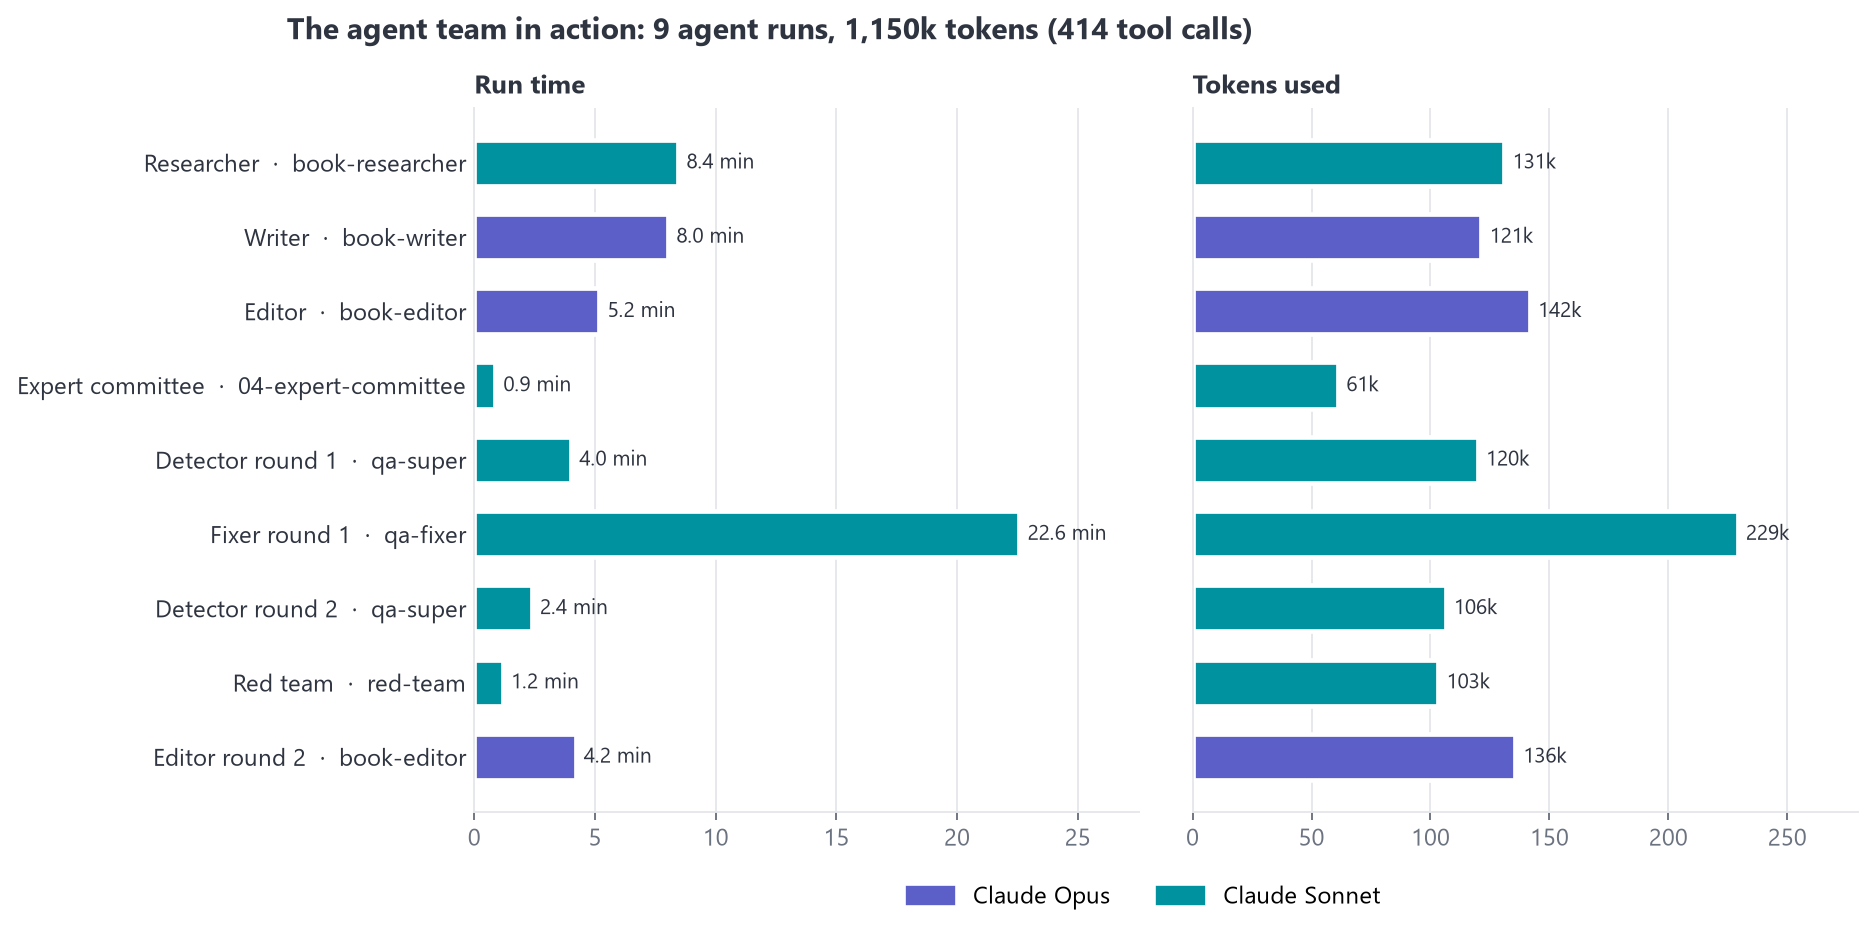 The agent team in action: 9 agent runs, 1,150k tokens (414 tool calls)
Run time
Tokens used
Researcher · book-researcher 8.4 min 131k
Writer · book-writer 8.0 min 121k
Editor · book-editor 5.2 min 142k
Expert committee · 04-expert-committee 0.9 min 61k
Detector round 1 · qa-super 4.0 min 120k
Fixer round 1 · qa-fixer 22.6 min 229k
Detector round 2 · qa-super 2.4 min 106k
Red team · red-team 1.2 min 103k
Editor round 2 · book-editor 4.2 min 136k
0 5 10 15 20 25
0 50 100 150 200 250
Claude Opus
Claude Sonnet